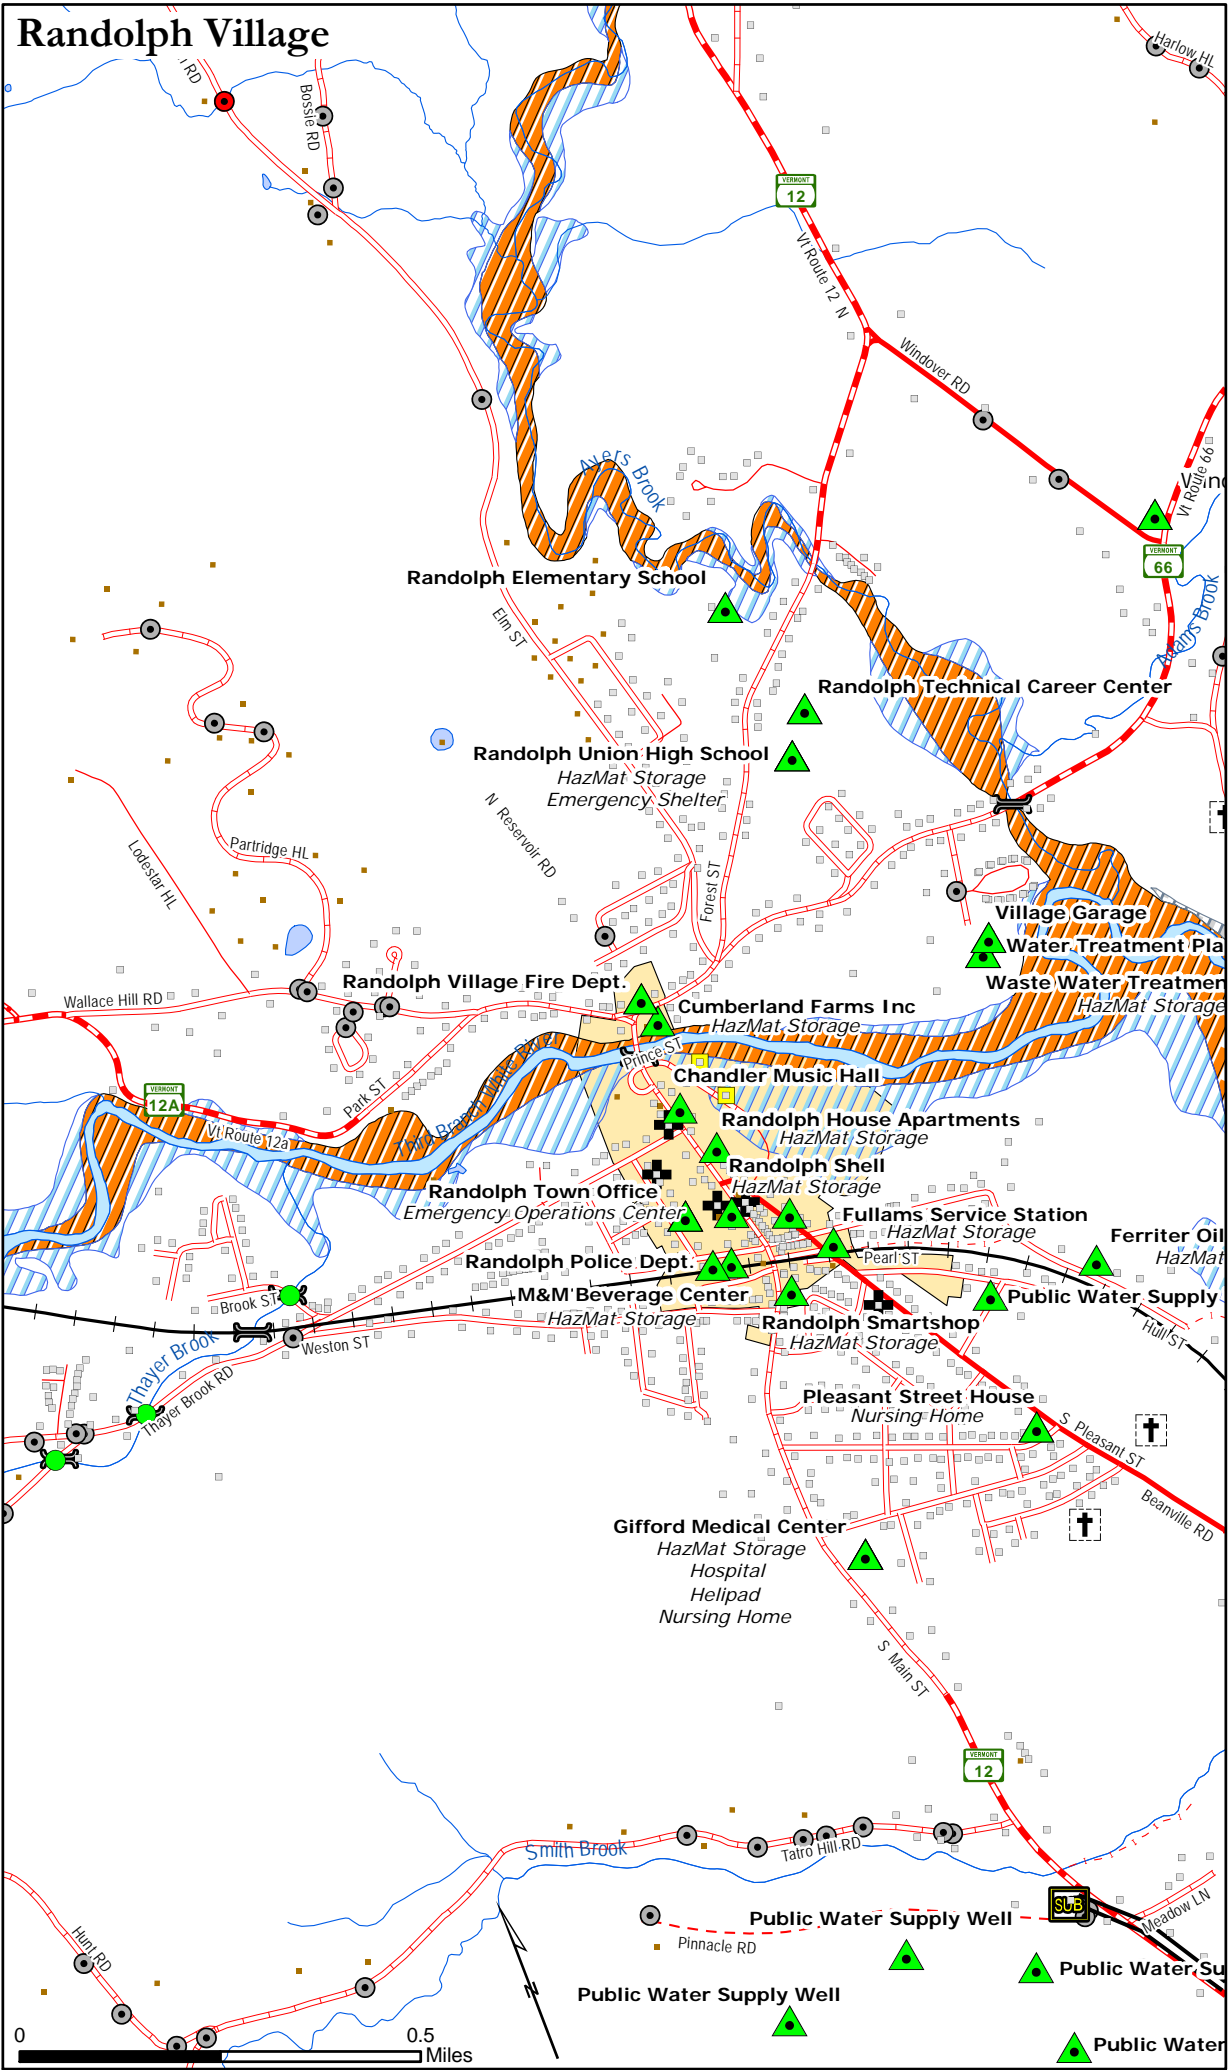 Randolph Village
RD
Bossie RD
Harlow HL
VERMONT
12
Vt Route 12 N
Windover RD
Vt Route 66
Ayers Brook
VERMONT
66
Randolph Elementary School
Elm ST
Adams Brook
Randolph Technical Career Center
Randolph Union High School
HazMat Storage
Emergency Shelter
N Reservoir RD
Partridge HL
Lodestar HL
Forest ST
Village Garage
Water Treatment Pla
Waste Water Treatmen
HazMat Storage
Randolph Village Fire Dept.
Wallace Hill RD
Cumberland Farms Inc
HazMat Storage
Prince ST
Third Branch White River
Chandler Music Hall
VERMONT
12A
Park ST
Vt Route 12a
Randolph House Apartments
HazMat Storage
Randolph Shell
HazMat Storage
Randolph Town Office
Emergency Operations Center
Fullams Service Station
HazMat Storage
Ferriter Oil
HazMat
Pearl ST
Randolph Police Dept.
M&M Beverage Center
HazMat Storage
Public Water Supply
Brook ST
Randolph Smartshop
HazMat Storage
Hull ST
Weston ST
Thayer Brook
Thayer Brook RD
Pleasant Street House
Nursing Home
S Pleasant ST
Beanville RD
Gifford Medical Center
HazMat Storage
Hospital
Helipad
Nursing Home
S Main ST
VERMONT
12
Smith Brook
Tatro Hill RD
SUB
Meadow LN
Public Water Supply Well
Pinnacle RD
Hunt RD
Public Water Su
Public Water Supply Well
N
0
0.5
Miles
Public Water